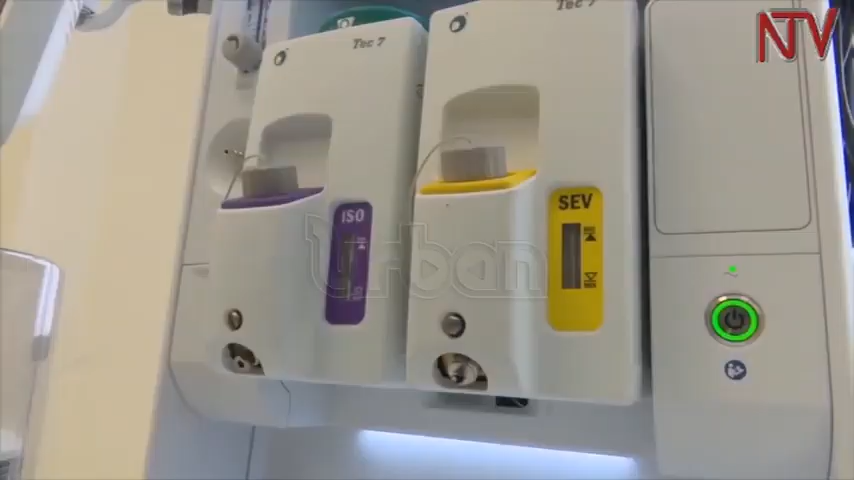 NTV
Tec 7
Tec 7
ISO
SEV
Urban